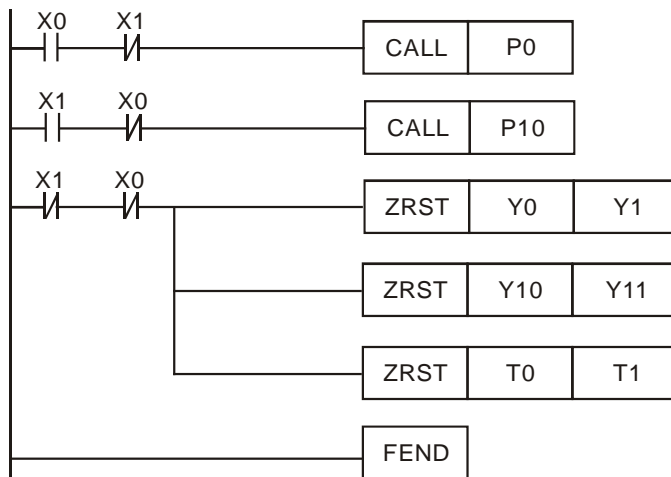 X0 X1
CALL P0
X1 X0
CALL P10
X1 X0
ZRST Y0 Y1
ZRST Y10 Y11
ZRST T0 T1
FEND